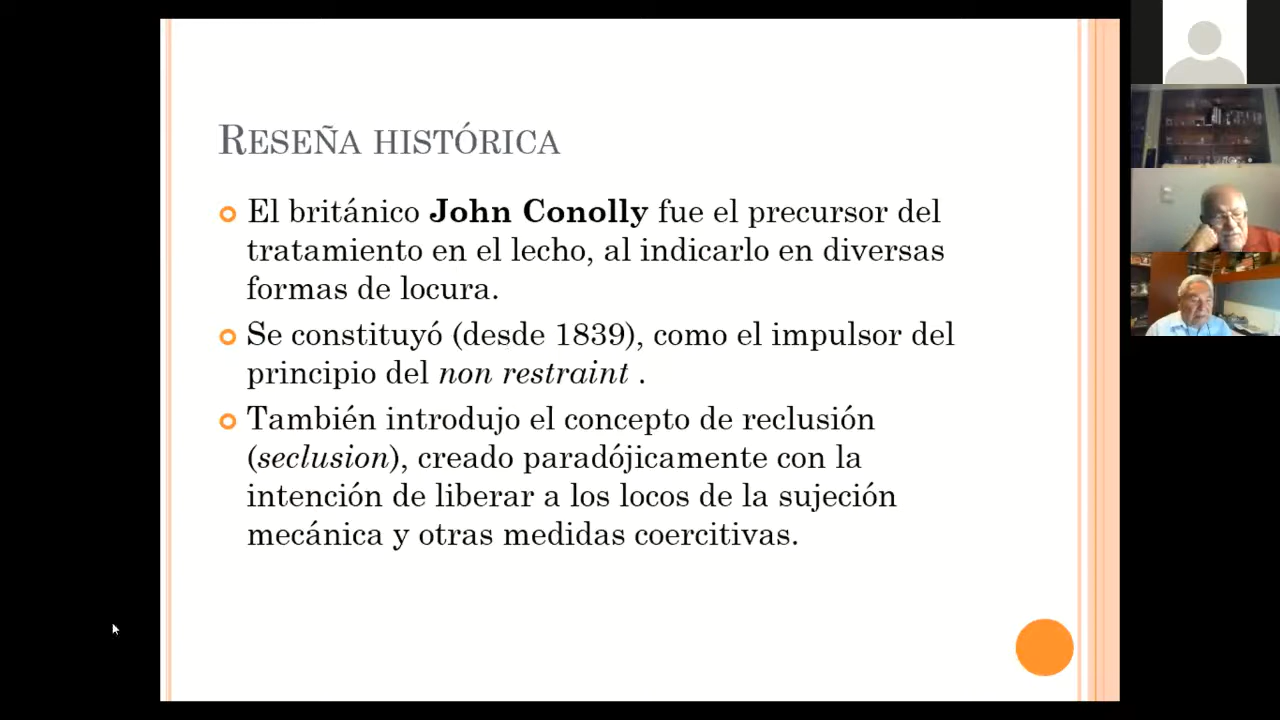 RESEÑA HISTÓRICA
El británico John Conolly fue el precursor del
tratamiento en el lecho, al indicarlo en diversas
formas de locura.
Se constituyó (desde 1839), como el impulsor del
principio del non restraint .
También introdujo el concepto de reclusión
(seclusion), creado paradójicamente con la
intención de liberar a los locos de la sujeción
mecánica y otras medidas coercitivas.